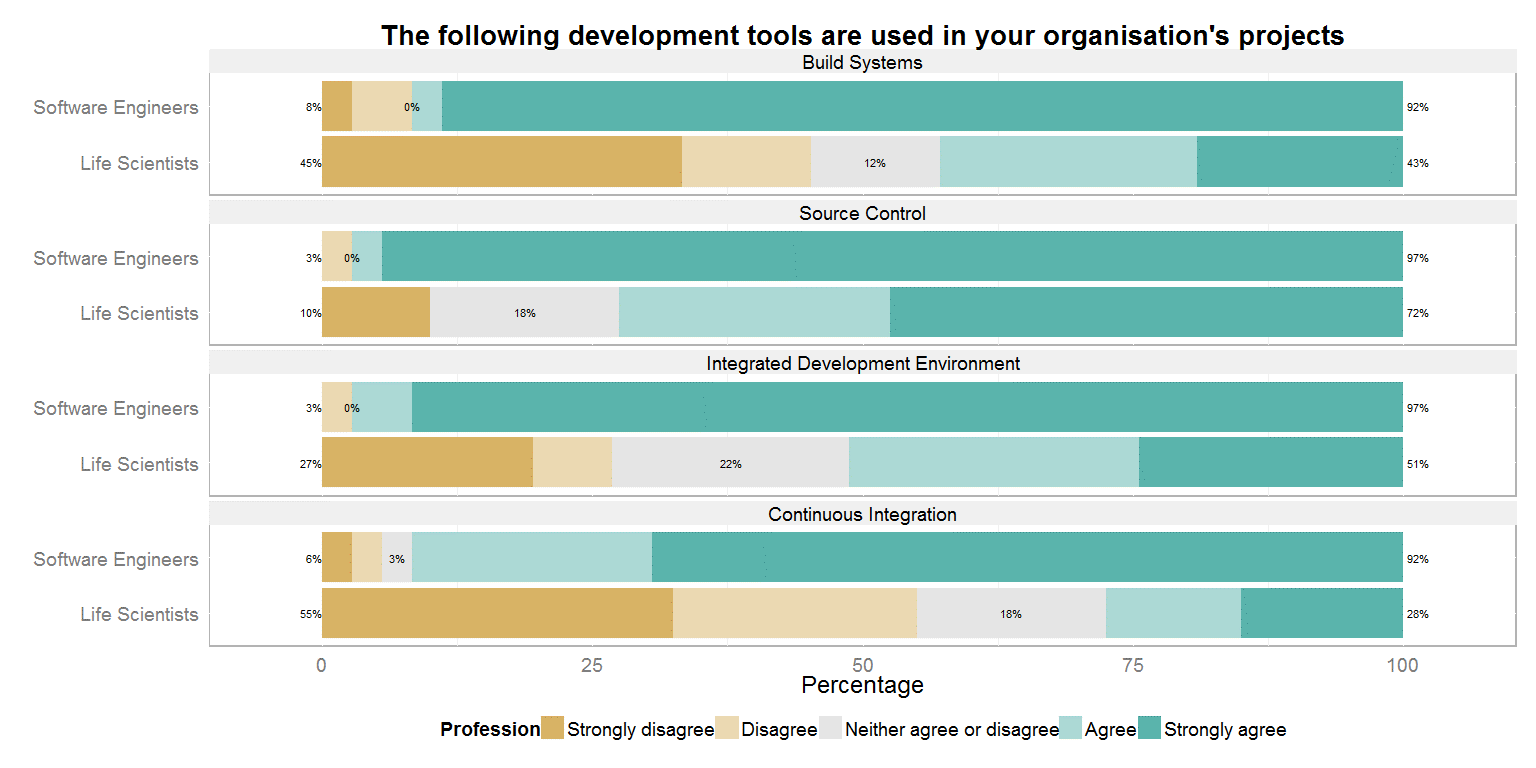 The following development tools are used in your organisation's projects
Build Systems
Software Engineers 8% 0% 92%
Life Scientists 45% 12% 43%
Source Control
Software Engineers 3% 0% 97%
Life Scientists 10% 18% 72%
Integrated Development Environment
Software Engineers 3% 0% 97%
Life Scientists 27% 22% 51%
Continuous Integration
Software Engineers 6% 3% 92%
Life Scientists 55% 18% 28%
0 25 50 75 100
Percentage
Profession Strongly disagree Disagree Neither agree or disagree Agree Strongly agree